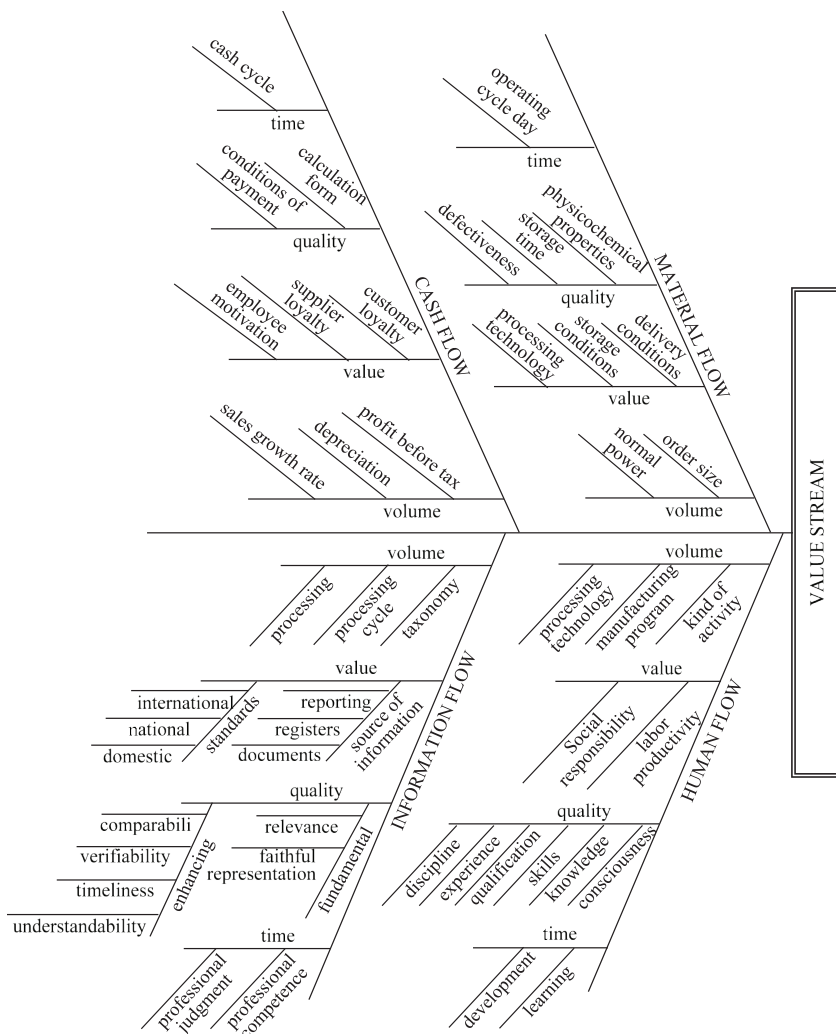 cash cycle
time
conditions of
payment
calculation
form
quality
employee
motivation
supplier
loyalty
customer
loyalty
value
sales growth rate
depreciation
profit before tax
volume
CASH FLOW
operating
cycle day
time
defectiveness
storage
time
physicochemical
properties
quality
processing
technology
storage
conditions
delivery
conditions
value
normal
power
order size
volume
MATERIAL FLOW
VALUE STREAM
volume
processing
processing
cycle
taxonomy
value
international
national
domestic
standards
reporting
registers
documents
source of
information
quality
comparabili
verifiability
timeliness
understandability
enhancing
relevance
faithful
representation
fundamental
time
professional
judgment
professional
competence
INFORMATION FLOW
volume
processing
technology
manufacturing
program
kind of
activity
value
Social
responsibility
labor
productivity
quality
discipline
experience
qualification
skills
knowledge
consciousness
time
development
learning
HUMAN FLOW